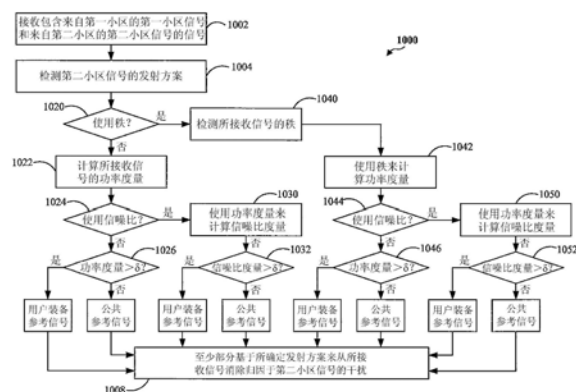 接收包含来自第一小区的第一小区信号
和来自第二小区的第二小区信号的信号
1002
1000
检测第二小区信号的发射方案
1004
1020
使用秩?
是
否
1040
检测所接收信号的秩
1022
计算所接收信
号的功率度量
1042
使用秩来计
算功率度量
1024
使用信噪比?
是
否
1030
使用功率度量来
计算信噪比度量
1044
使用信噪比?
是
否
1050
使用功率度量来
计算信噪比度量
1026
功率度量>δ?
是
否
1032
信噪比度量>δ?
是
否
1046
功率度量>δ?
是
否
1052
信噪比度量>δ?
是
否
用户装备
参考信号
公共
参考信号
用户装备
参考信号
公共
参考信号
用户装备
参考信号
公共
参考信号
用户装备
参考信号
公共
参考信号
至少部分基于所确定发射方案来从所接
收信号消除归因于第二小区信号的干扰
1008